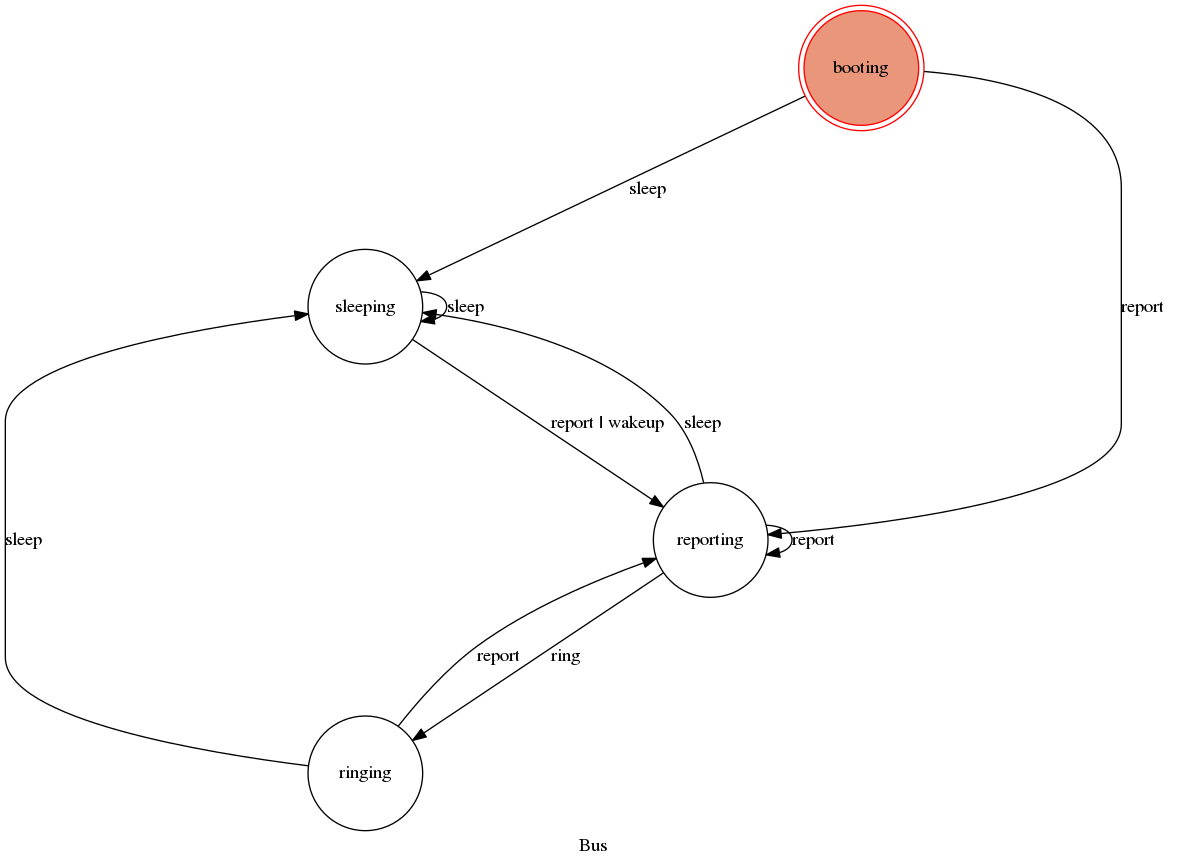 booting
sleep
sleeping
sleep
report
report | wakeup
sleep
reporting
report
sleep
report
ring
ringing
Bus